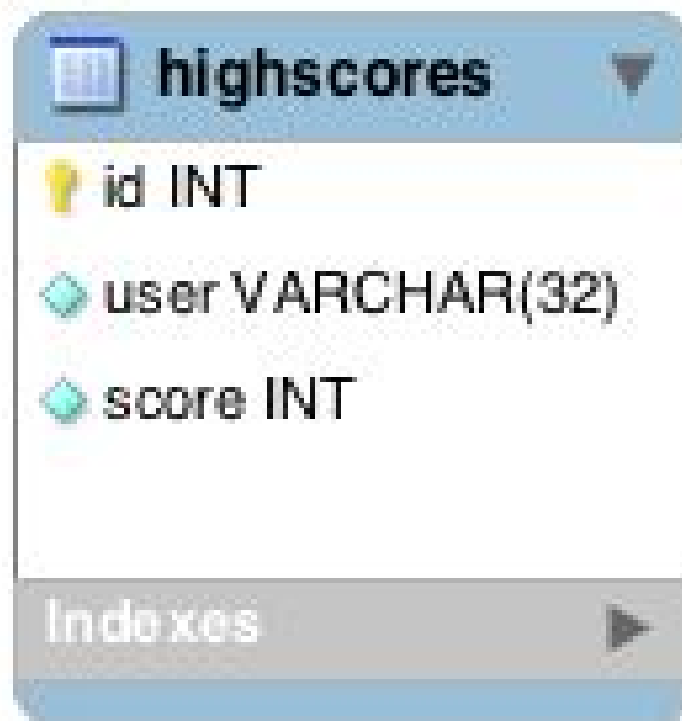 highscores
id INT
user VARCHAR(32)
score INT
Indexes